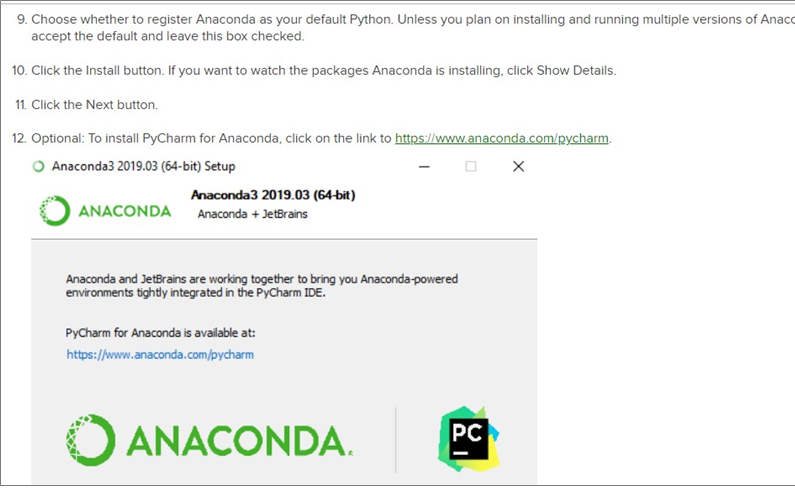 9. Choose whether to register Anaconda as your default Python. Unless you plan on installing and running multiple versions of
accept the default and leave this box checked.
10. Click the Install button. If you want to watch the packages Anaconda is installing, click Show Details.
11. Click the Next button.
12. Optional: To install PyCharm for Anaconda, click on the link to https://www.anaconda.com/pycharm.
Anaconda3 2019.03 (64-bit) Setup
Anaconda3 2019.03 (64-bit)
ANACONDA
Anaconda + JetBrains
Anaconda and JetBrains are working together to bring you Anaconda-powered
environments tightly integrated in the PyCharm IDE.
PyCharm for Anaconda is available at:
https://www.anaconda.com/pycharm
PC
ANACONDA.